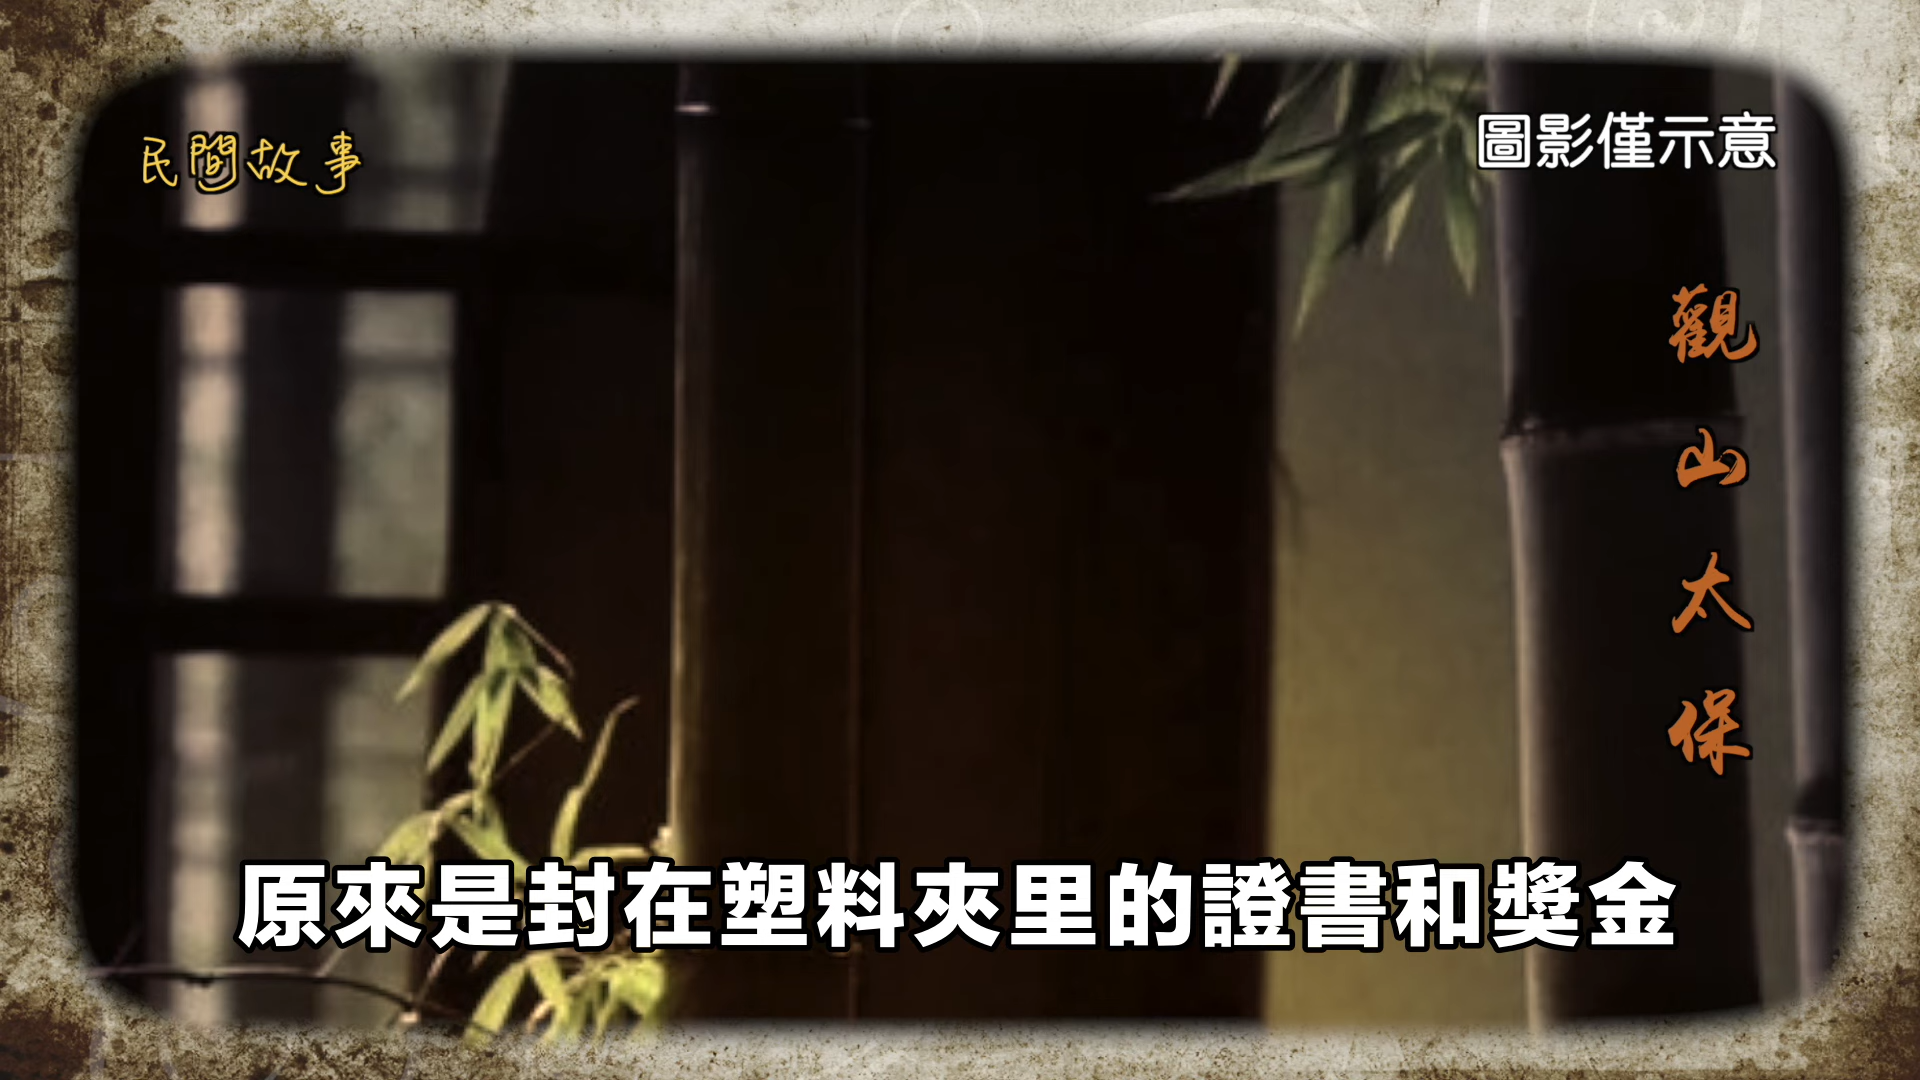 民間故事
圖影僅示意
觀山太保
原來是封在塑料夾里的證書和獎金